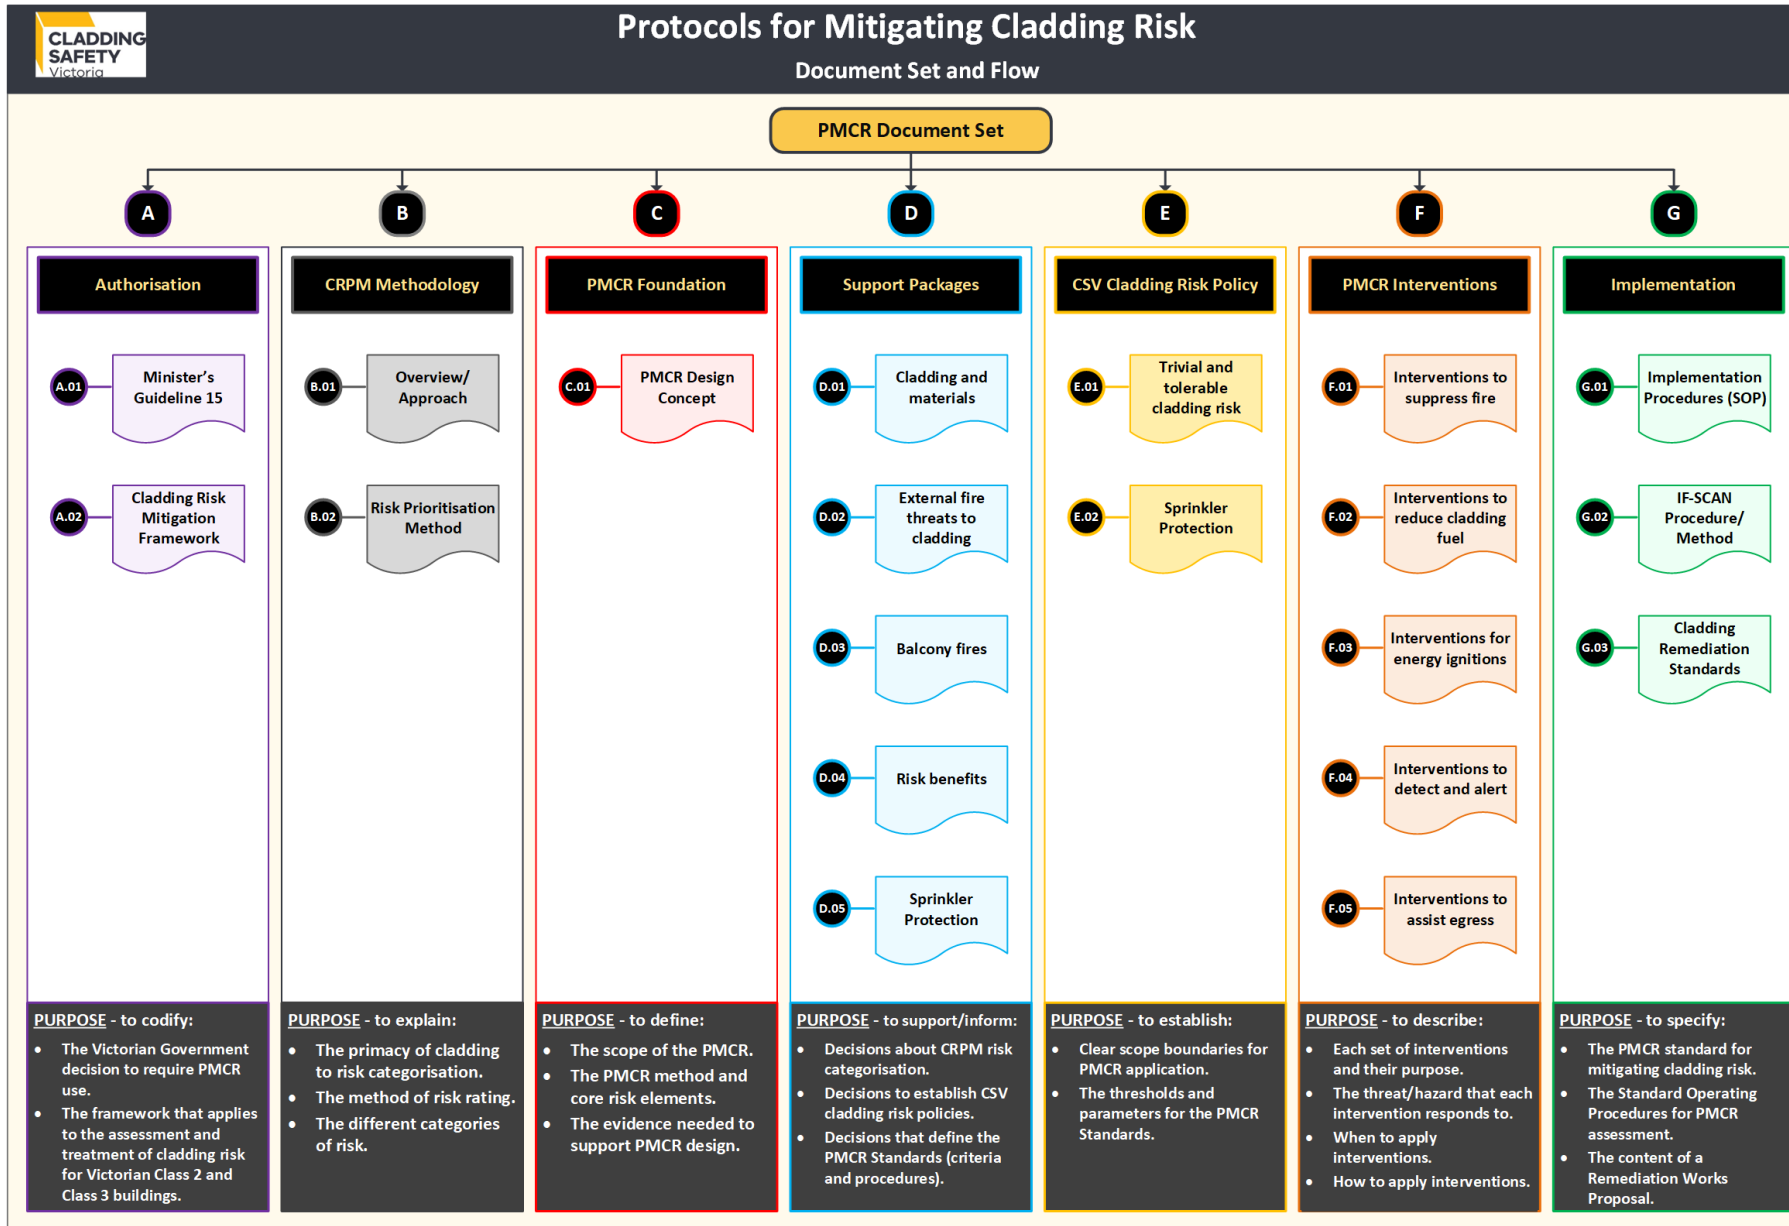 CLADDING
SAFETY
Victoria
Protocols for Mitigating Cladding Risk
Document Set and Flow
PMCR Document Set
A
B
C
D
E
F
G
Authorisation
CRPM Methodology
PMCR Foundation
Support Packages
CSV Cladding Risk Policy
PMCR Interventions
Implementation
A.01
Minister's
Guideline 15
A.02
Cladding Risk
Mitigation
Framework
B.01
Overview/
Approach
B.02
Risk Prioritisation
Method
C.01
PMCR Design
Concept
D.01
Cladding and
materials
D.02
External fire
threats to
cladding
D.03
Balcony fires
D.04
Risk benefits
D.05
Sprinkler
Protection
E.01
Trivial and
tolerable
cladding risk
E.02
Sprinkler
Protection
F.01
Interventions to
suppress fire
F.02
Interventions to
reduce cladding
fuel
F.03
Interventions for
energy ignitions
F.04
Interventions to
detect and alert
F.05
Interventions to
assist egress
G.01
Implementation
Procedures (SOP)
G.02
IF-SCAN
Procedure/
Method
G.03
Cladding
Remediation
Standards
PURPOSE - to codify:
• The Victorian Government
decision to require PMCR
use.
• The framework that applies
to the assessment and
treatment of cladding risk
for Victorian Class 2 and
Class 3 buildings.
PURPOSE - to explain:
• The primacy of cladding
to risk categorisation.
• The method of risk rating.
• The different categories
of risk.
PURPOSE - to define:
• The scope of the PMCR.
• The PMCR method and
core risk elements.
• The evidence needed to
support PMCR design.
PURPOSE - to support/inform:
• Decisions about CRPM risk
categorisation.
• Decisions to establish CSV
cladding risk policies.
• Decisions that define the
PMCR Standards (criteria
and procedures).
PURPOSE - to establish:
• Clear scope boundaries for
PMCR application.
• The thresholds and
parameters for the PMCR
Standards.
PURPOSE - to describe:
• Each set of interventions
and their purpose.
• The threat/hazard that each
intervention responds to.
• When to apply
interventions.
• How to apply interventions.
PURPOSE - to specify:
• The PMCR standard for
mitigating cladding risk.
• The Standard Operating
Procedures for PMCR
assessment.
• The content of a
Remediation Works
Proposal.